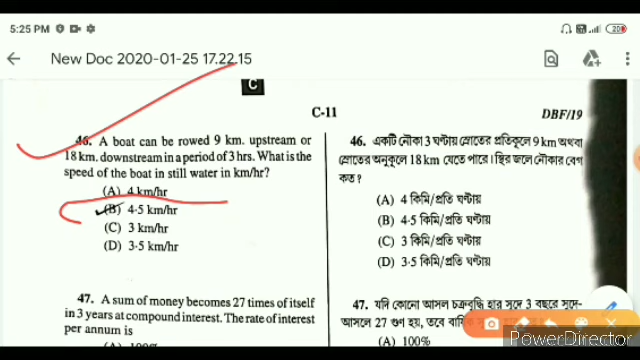 5:25 PM
20
New Doc 2020-01-25 17.22.15
C
C-11
DBF/19
46. A boat can be rowed 9 km. upstream or
18 km. downstream in a period of 3 hrs. What is the
speed of the boat in still water in km/hr?
(A) 4 km/hr
(B) 4·5 km/hr
(C) 3 km/hr
(D) 3·5 km/hr
47. A sum of money becomes 27 times of itself
in 3 years at compound interest. The rate of interest
per annum is
(A) 100%
46. একটি নৌকা 3 ঘণ্টায় স্রোতের প্রতিকূলে 9 km অথবা
স্রোতের অনুকূলে 18 km যেতে পারে। স্থির জলে নৌকার বেগ
কত?
(A) 4 কিমি/প্রতি ঘণ্টায়
(B) 4·5 কিমি/প্রতি ঘণ্টায়
(C) 3 কিমি/প্রতি ঘণ্টায়
(D) 3·5 কিমি/প্রতি ঘণ্টায়
47. যদি কোনো আসল চক্রবৃদ্ধি হার সুদে 3 বছরে সুদে-
আসলে 27 গুণ হয়, তবে
(A) 100%
PowerDirector